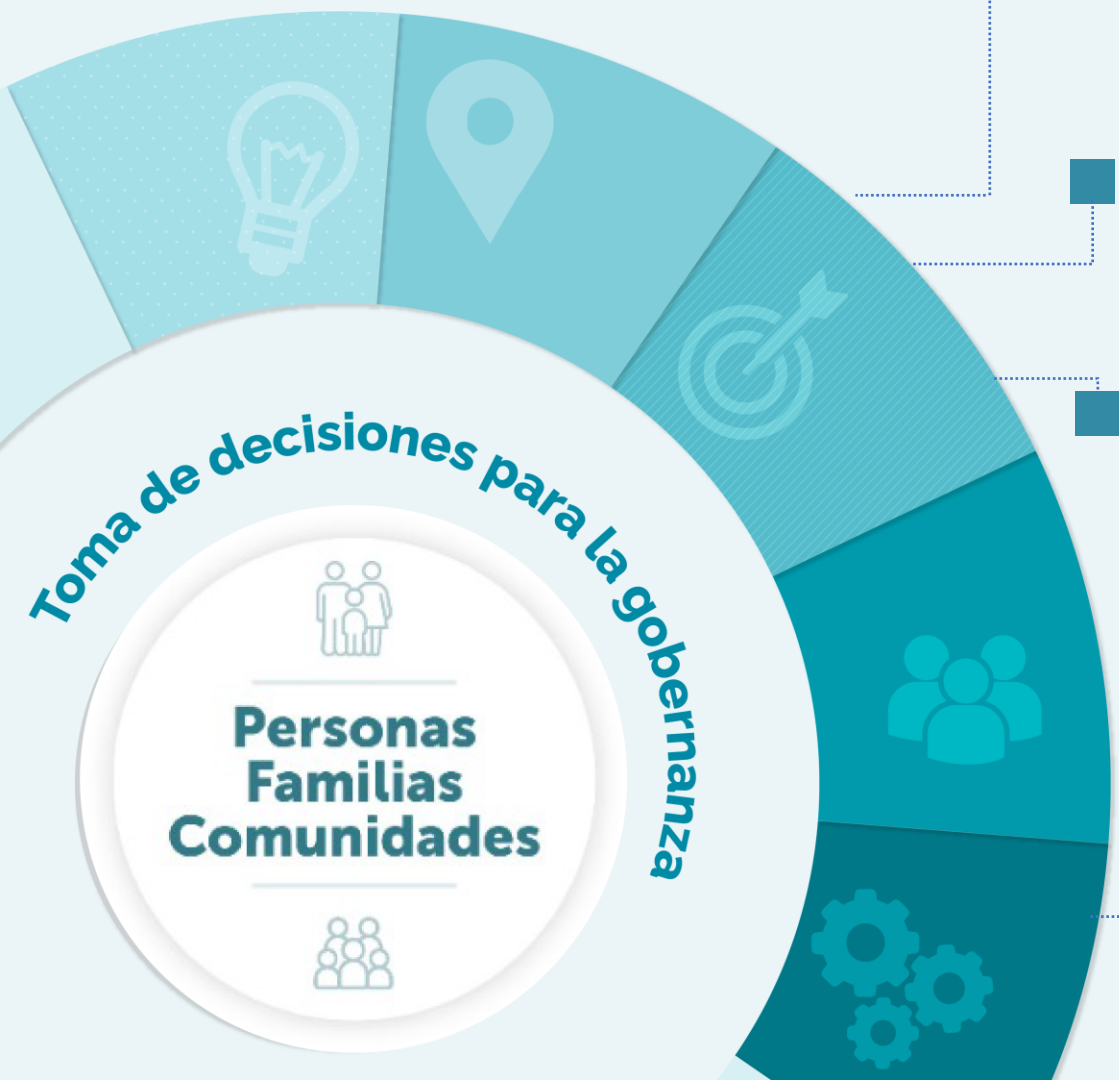 Toma de decisiones para la gobernanza
Personas
Familias
Comunidades